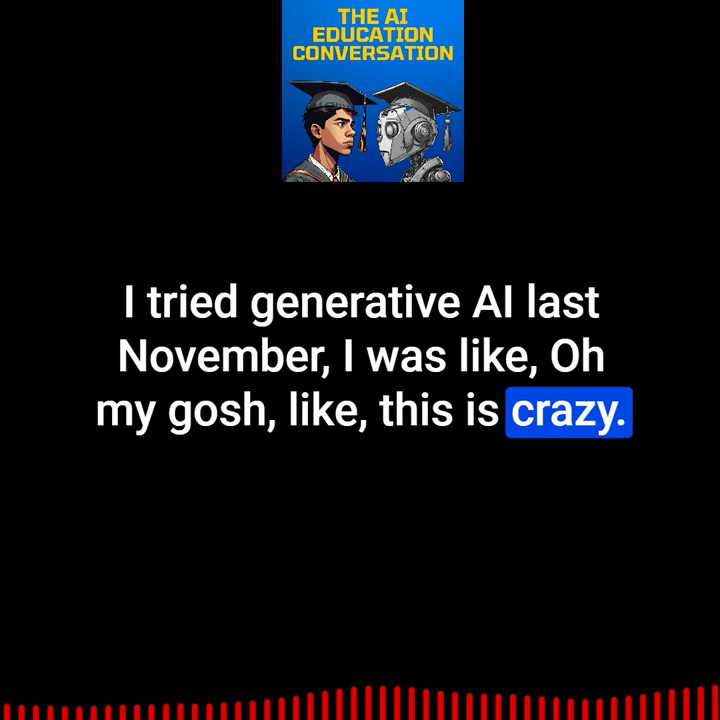 THE AI
EDUCATION
CONVERSATION
I tried generative AI last
November, I was like, Oh
my gosh, like, this is crazy.